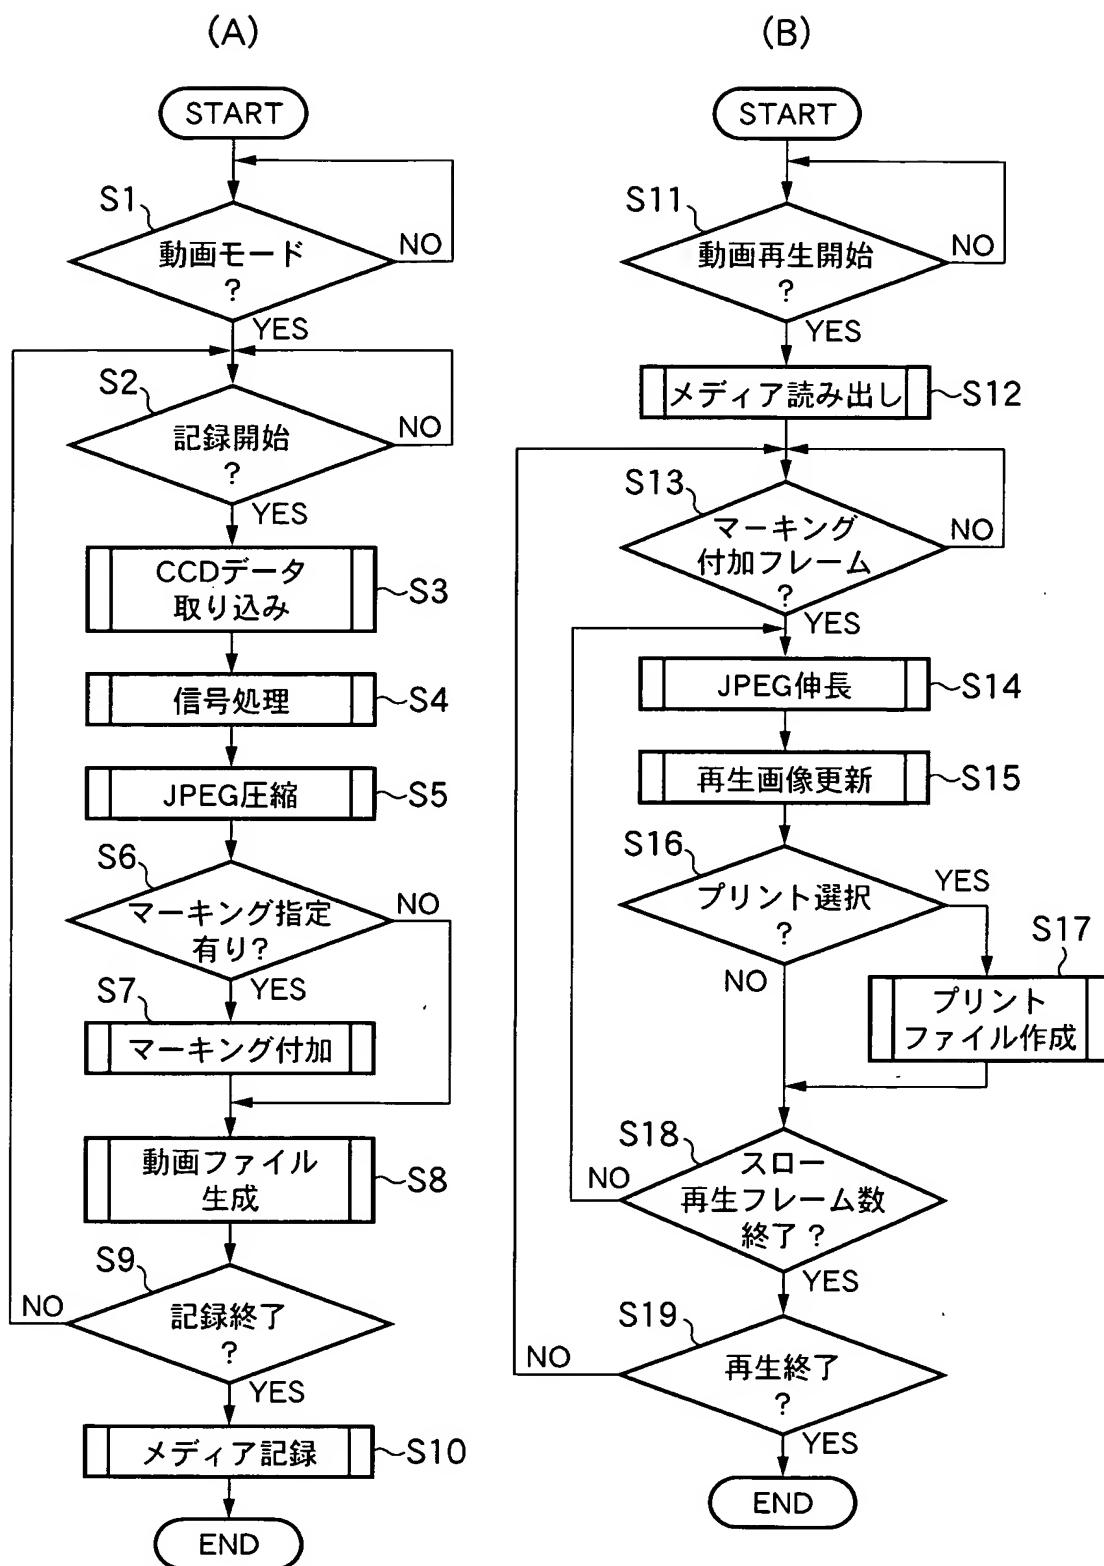 (A)
START
S1
動画モード
?
NO
YES
S2
記録開始
?
NO
YES
CCDデータ
取り込み
S3
信号処理
S4
JPEG圧縮
S5
S6
マーキング指定
有り?
NO
YES
S7
マーキング付加
動画ファイル
生成
S8
S9
記録終了
?
NO
YES
メディア記録
S10
END
(B)
START
S11
動画再生開始
?
NO
YES
メディア読み出し
S12
S13
マーキング
付加フレーム
?
NO
YES
JPEG伸長
S14
再生画像更新
S15
S16
プリント選択
?
YES
NO
S17
プリント
ファイル作成
S18
スロー
再生フレーム数
終了?
NO
YES
S19
再生終了
?
NO
YES
END